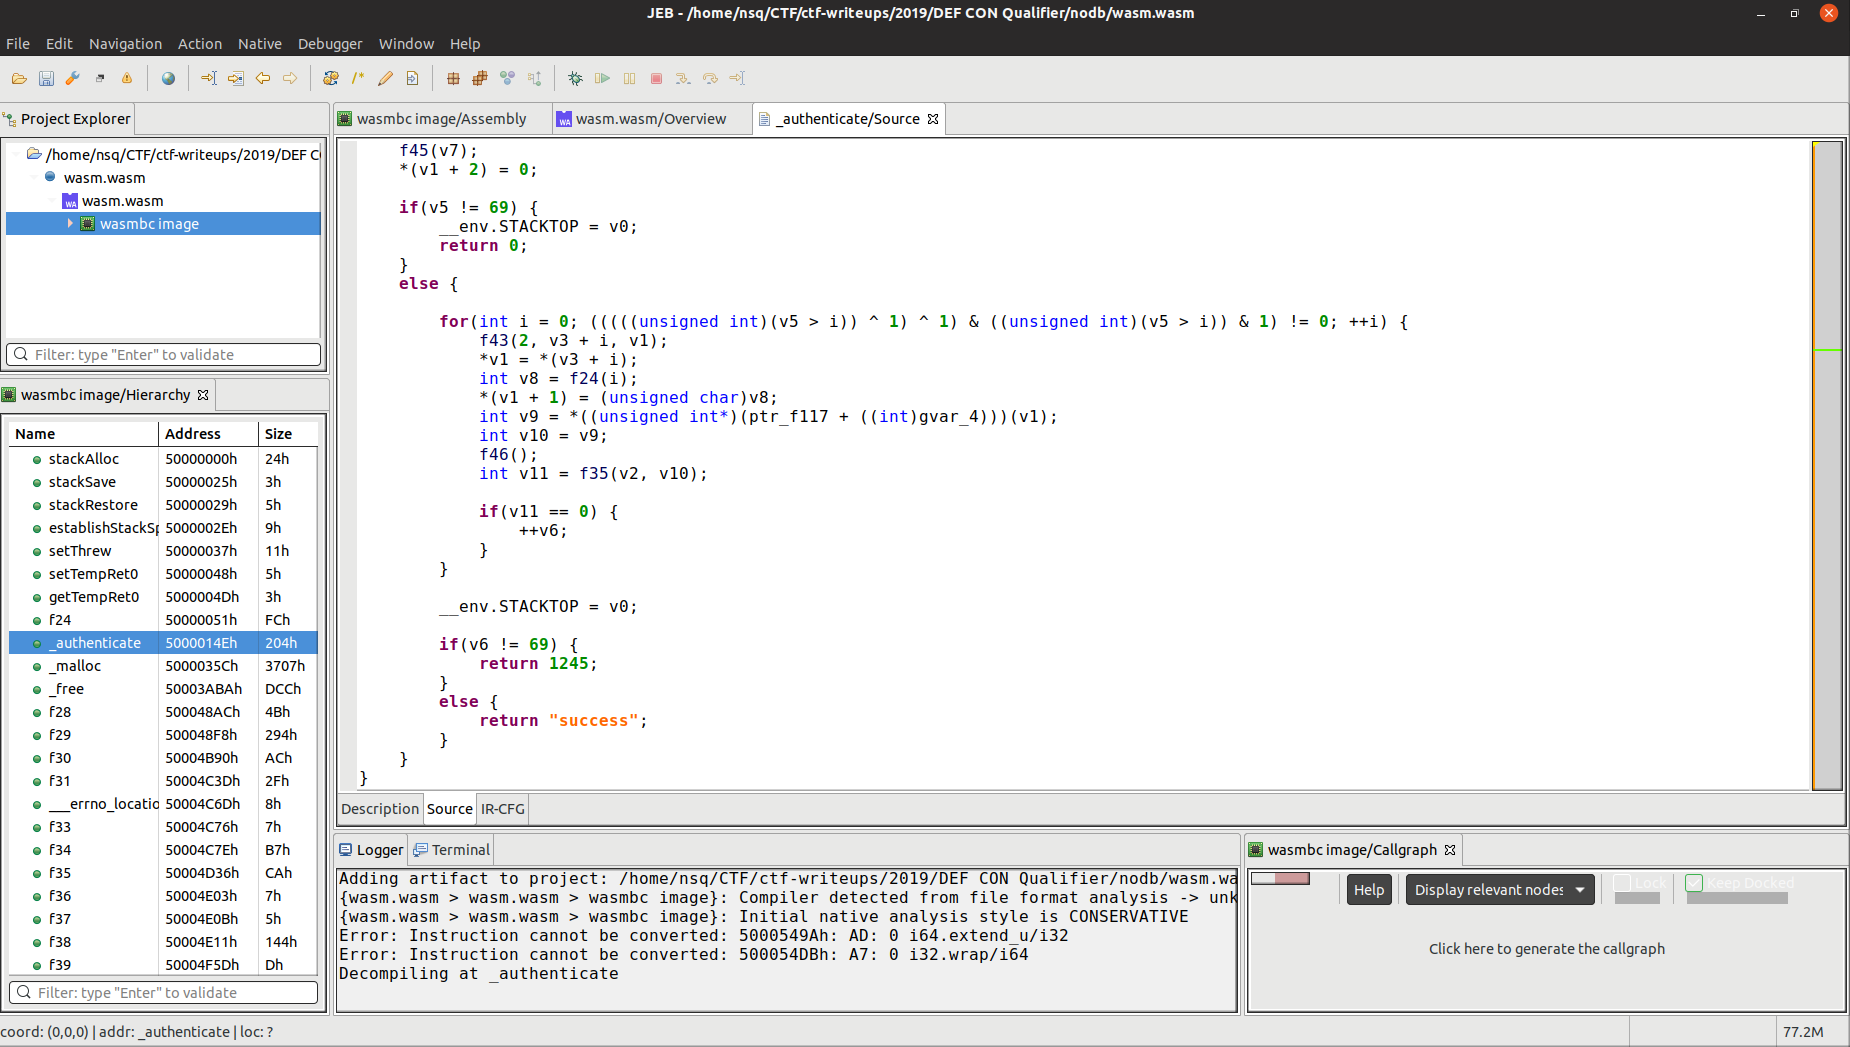 JEB - /home/nsq/CTF/ctf-writeups/2019/DEF CON Qualifier/nodb/wasm.wasm
File Edit Navigation Action Native Debugger Window Help
Project Explorer
/home/nsq/CTF/ctf-writeups/2019/DEF C
wasm.wasm
wasm.wasm
wasmbc image
Filter: type "Enter" to validate
wasmbc image/Hierarchy
Name Address Size
stackAlloc 50000000h 24h
stackSave 50000025h 3h
stackRestore 50000029h 5h
establishStackSp 5000002Eh 9h
setThrew 50000037h 11h
setTempRet0 50000048h 5h
getTempRet0 5000004Dh 3h
f24 50000051h FCh
_authenticate 5000014Eh 204h
_malloc 5000035Ch 3707h
_free 50003ABAh DCCh
f28 500048ACh 4Bh
f29 500048F8h 294h
f30 50004B90h ACh
f31 50004C3Dh 2Fh
___errno_locatio 50004C6Dh 8h
f33 50004C76h 7h
f34 50004C7Eh B7h
f35 50004D36h CAh
f36 50004E03h 7h
f37 50004E0Bh 5h
f38 50004E11h 144h
f39 50004F5Dh Dh
Filter: type "Enter" to validate
wasmbc image/Assembly wasm.wasm/Overview _authenticate/Source
f45(v7);
*(v1 + 2) = 0;
if(v5 != 69) {
__env.STACKTOP = v0;
return 0;
}
else {
for(int i = 0; (((((unsigned int)(v5 > i)) ^ 1) ^ 1) & ((unsigned int)(v5 > i)) & 1) != 0; ++i) {
f43(2, v3 + i, v1);
*v1 = *(v3 + i);
int v8 = f24(i);
*(v1 + 1) = (unsigned char)v8;
int v9 = *((unsigned int*)(ptr_f117 + ((int)gvar_4)))(v1);
int v10 = v9;
f46();
int v11 = f35(v2, v10);
if(v11 == 0) {
++v6;
}
}
__env.STACKTOP = v0;
if(v6 != 69) {
return 1245;
}
else {
return "success";
}
}
}
Description Source IR-CFG
Logger Terminal
Adding artifact to project: /home/nsq/CTF/ctf-writeups/2019/DEF CON Qualifier/nodb/wasm.wa
{wasm.wasm > wasm.wasm > wasmbc image}: Compiler detected from file format analysis -> unk
{wasm.wasm > wasm.wasm > wasmbc image}: Initial native analysis style is CONSERVATIVE
Error: Instruction cannot be converted: 5000549Ah: AD: 0 i64.extend_u/i32
Error: Instruction cannot be converted: 500054DBh: A7: 0 i32.wrap/i64
Decompiling at _authenticate
wasmbc image/Callgraph
Help Display relevant nodes Lock Keep Docked
Click here to generate the callgraph
coord: (0,0,0) | addr: _authenticate | loc: ?
77.2M